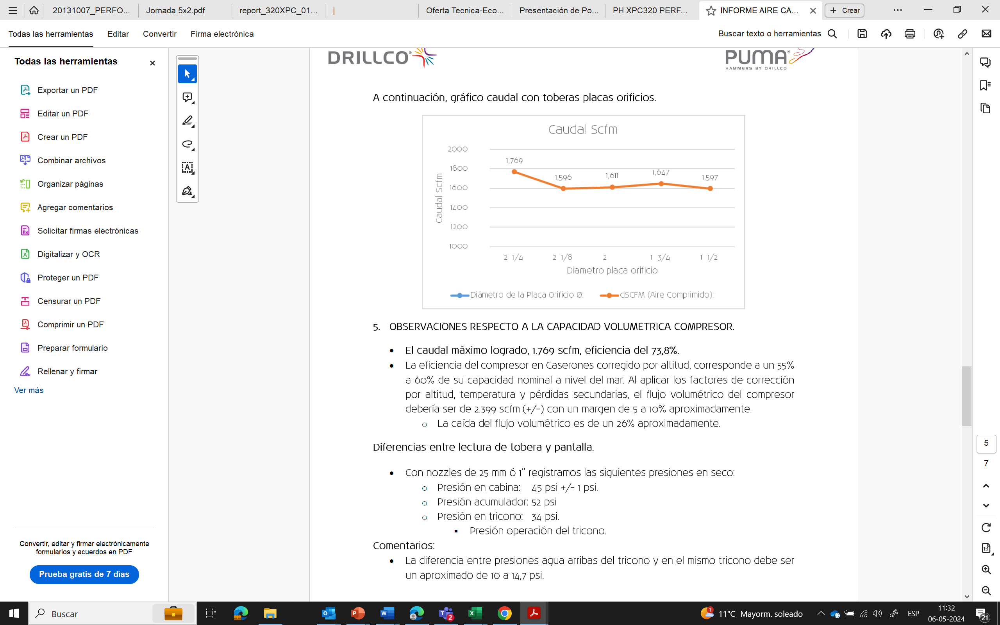 20131007_PERFO...
Jornada 5x2.pdf
report_320XPC_01...
Oferta Tecnica-Eco...
Presentación de Po...
PH XPC320 PERF...
INFORME AIRE CA...
Crear
Todas las herramientas
Editar
Convertir
Firma electrónica
Buscar texto o herramientas
Todas las herramientas
Exportar un PDF
Editar un PDF
Crear un PDF
Combinar archivos
Organizar páginas
Agregar comentarios
Solicitar firmas electrónicas
Digitalizar y OCR
Proteger un PDF
Censurar un PDF
Comprimir un PDF
Preparar formulario
Rellenar y firmar
Ver más
Convertir, editar y firmar electrónicamente
formularios y acuerdos en PDF
Prueba gratis de 7 días
DRILLCO®
PUMA®
HAMMERS BY DRILLCO
A continuación, gráfico caudal con toberas placas orificios.
Caudal Scfm
Caudal Scfm
2000
1800
1600
1400
1200
1000
1,769
1,596
1,611
1,647
1,597
2 1/4
2 1/8
2
1 3/4
1 1/2
Diametro placa orificio
Diámetro de la Placa Orificio Ø:
dSCFM (Aire Comprimido):
5. OBSERVACIONES RESPECTO A LA CAPACIDAD VOLUMETRICA COMPRESOR.
• El caudal máximo logrado, 1.769 scfm, eficiencia del 73,8%.
• La eficiencia del compresor en Caserones corregido por altitud, corresponde a un 55%
a 60% de su capacidad nominal a nivel del mar. Al aplicar los factores de corrección
por altitud, temperatura y pérdidas secundarias, el flujo volumétrico del compresor
debería ser de 2.399 scfm (+/-) con un margen de 5 a 10% aproximadamente.
o La caída del flujo volumétrico es de un 26% aproximadamente.
Diferencias entre lectura de tobera y pantalla.
• Con nozzles de 25 mm ó 1” registramos las siguientes presiones en seco:
o Presión en cabina: 45 psi +/- 1 psi.
o Presión acumulador: 52 psi
o Presión en tricono: 34 psi.
▪ Presión operación del tricono.
Comentarios:
• La diferencia entre presiones agua arribas del tricono y en el mismo tricono debe ser
un aproximado de 10 a 14,7 psi.
5
7
1:1
Buscar
2
1
11°C Mayorm. soleado
ESP
11:32
06-05-2024
21